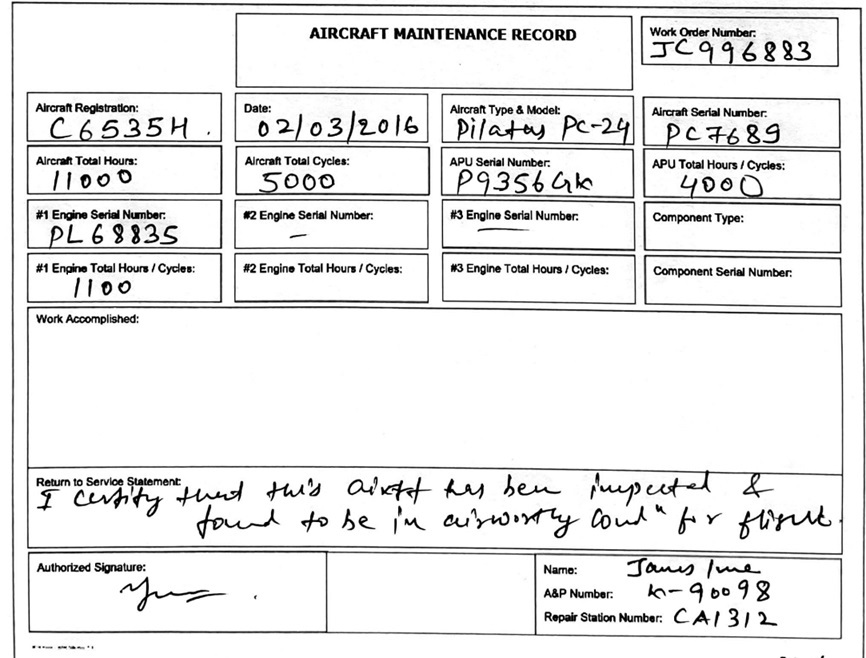 AIRCRAFT MAINTENANCE RECORD
Work Order Number:
JC996883
Aircraft Registration:
C6535H.
Date:
02/03/2016
Aircraft Type & Model:
Pilatus PC-24
Aircraft Serial Number:
PC7689
Aircraft Total Hours:
11000
Aircraft Total Cycles:
5000
APU Serial Number:
P9356GK
APU Total Hours / Cycles:
4000
#1 Engine Serial Number:
PL68835
#2 Engine Serial Number:
—
#3 Engine Serial Number:
—
Component Type:
#1 Engine Total Hours / Cycles:
1100
#2 Engine Total Hours / Cycles:
#3 Engine Total Hours / Cycles:
Component Serial Number:
Work Accomplished:
Return to Service Statement:
I certify that this aircft has been inspected &
found to be in airworthy Condⁿ for flight.
Authorized Signature:
Name: James
A&P Number: K-90098
Repair Station Number: CA1312